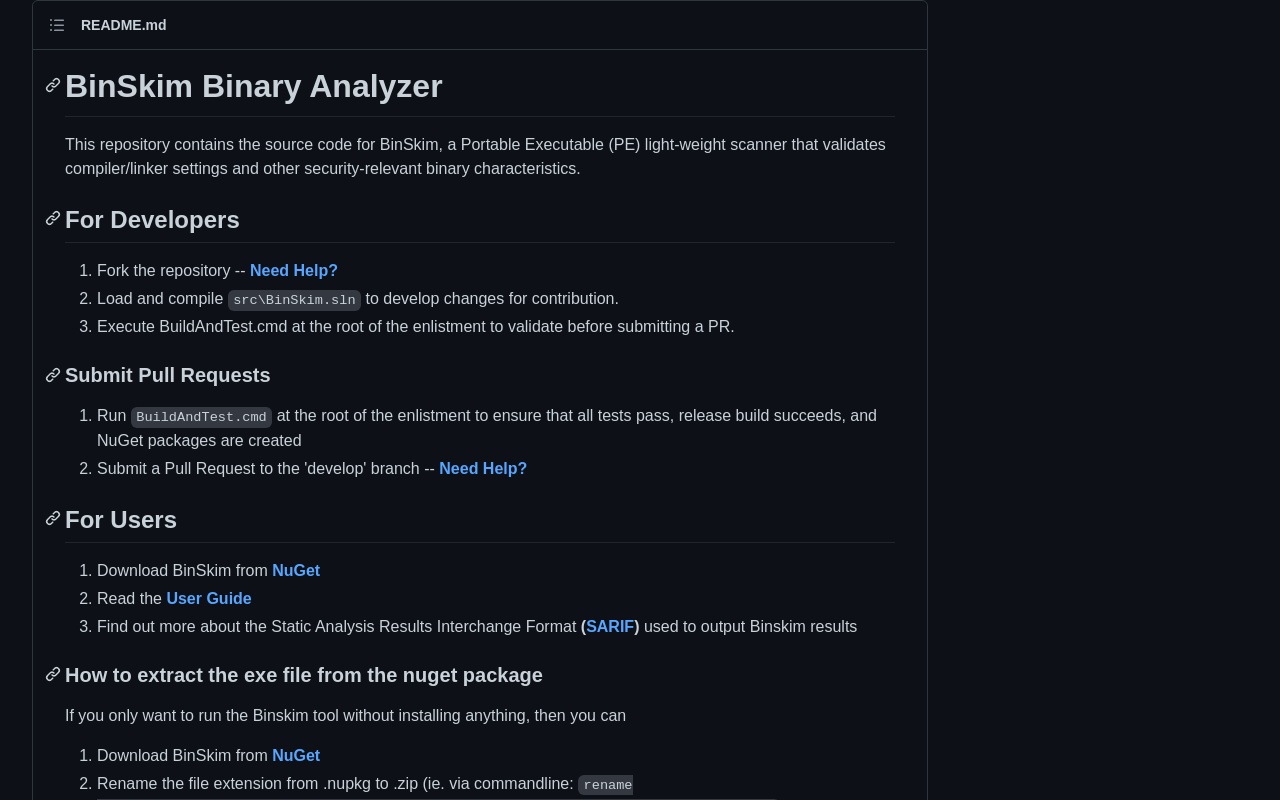 README.md
BinSkim Binary Analyzer
This repository contains the source code for BinSkim, a Portable Executable (PE) light-weight scanner that validates
compiler/linker settings and other security-relevant binary characteristics.
For Developers
1. Fork the repository -- Need Help?
2. Load and compile src\BinSkim.sln to develop changes for contribution.
3. Execute BuildAndTest.cmd at the root of the enlistment to validate before submitting a PR.
Submit Pull Requests
1. Run BuildAndTest.cmd at the root of the enlistment to ensure that all tests pass, release build succeeds, and
NuGet packages are created
2. Submit a Pull Request to the 'develop' branch -- Need Help?
For Users
1. Download BinSkim from NuGet
2. Read the User Guide
3. Find out more about the Static Analysis Results Interchange Format (SARIF) used to output Binskim results
How to extract the exe file from the nuget package
If you only want to run the Binskim tool without installing anything, then you can
1. Download BinSkim from NuGet
2. Rename the file extension from .nupkg to .zip (ie. via commandline: rename